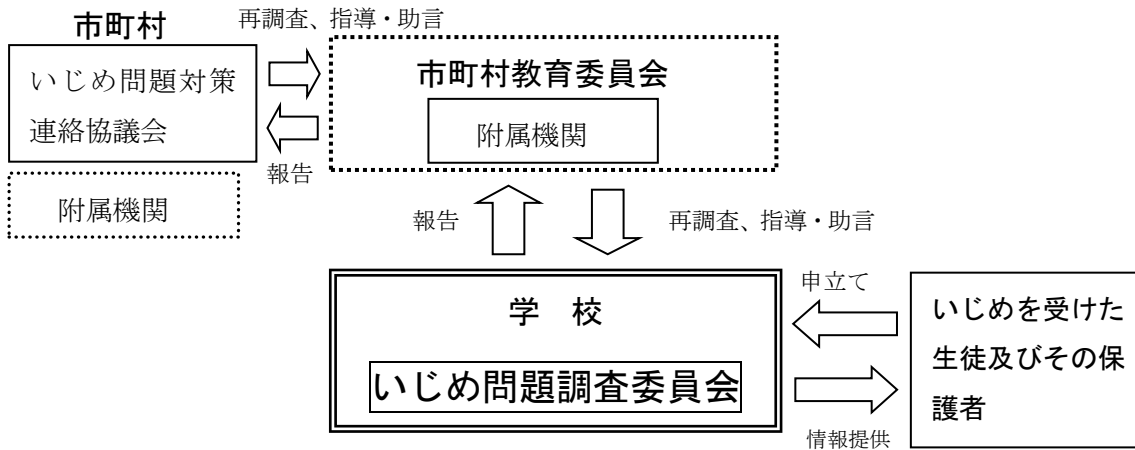 市町村
再調査、指導・助言
いじめ問題対策
連絡協議会
市町村教育委員会
附属機関
報告
附属機関
報告
再調査、指導・助言
学 校
いじめ問題調査委員会
申立て
情報提供
いじめを受けた
生徒及びその保
護者